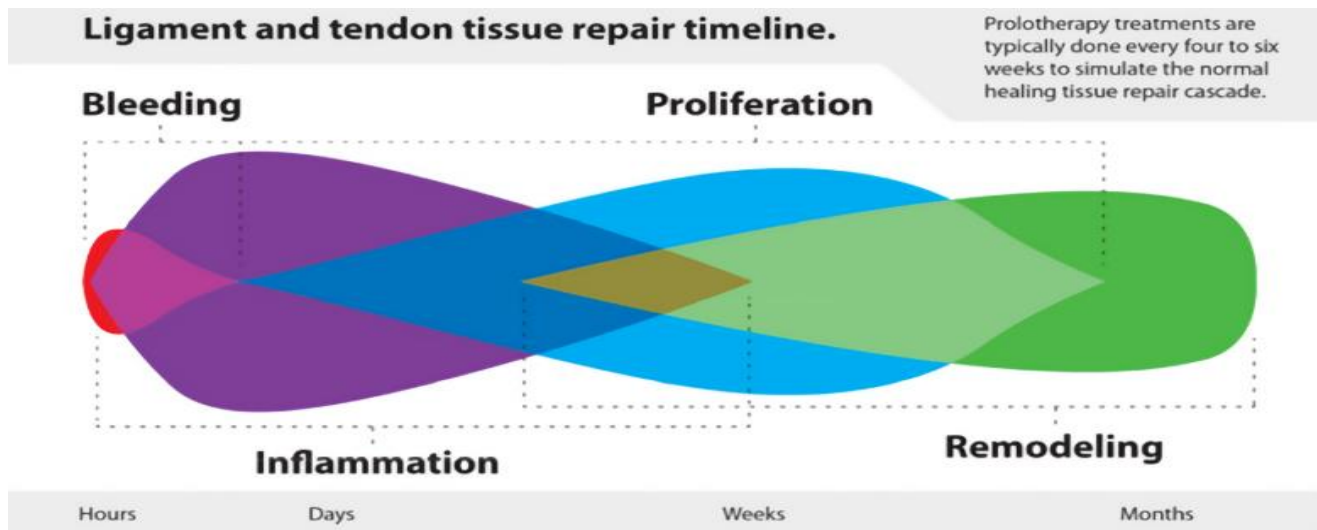 Ligament and tendon tissue repair timeline.
Prolotherapy treatments are
typically done every four to six
weeks to simulate the normal
healing tissue repair cascade.
Bleeding
Proliferation
Inflammation
Remodeling
Hours
Days
Weeks
Months